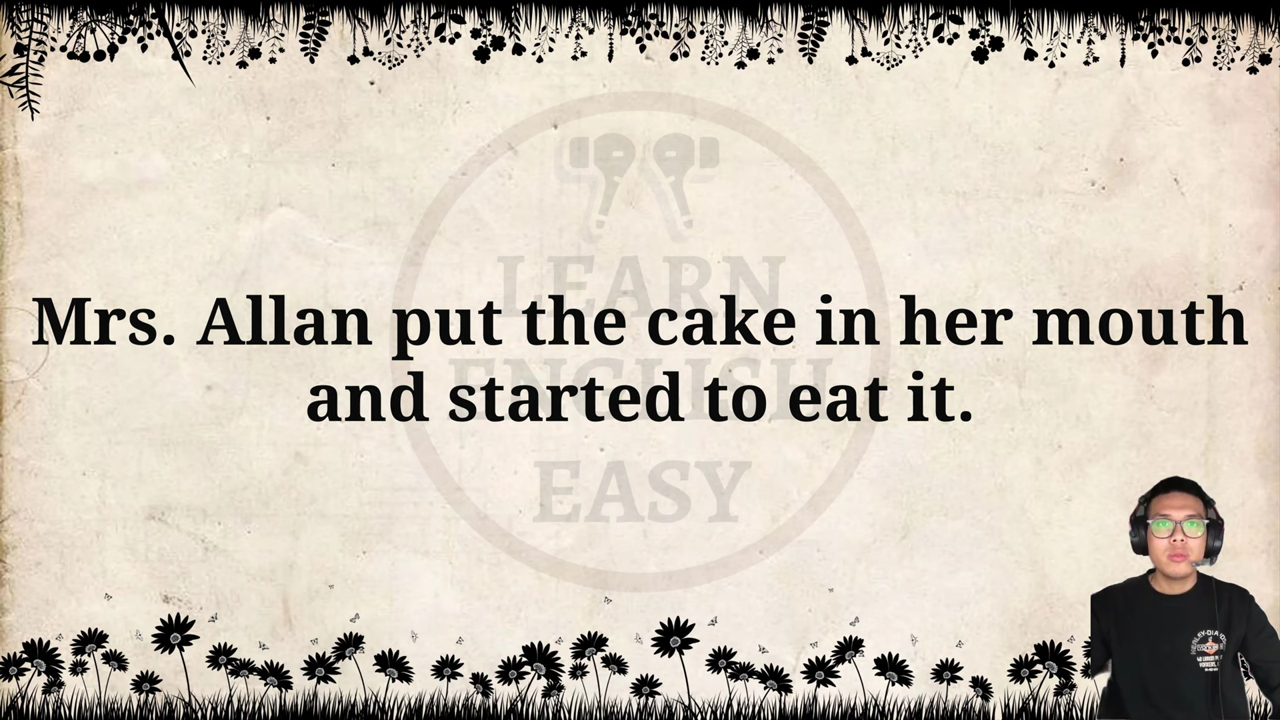 LEARN
Mrs. Allan put the cake in her mouth
ENGLISH
and started to eat it.
EASY